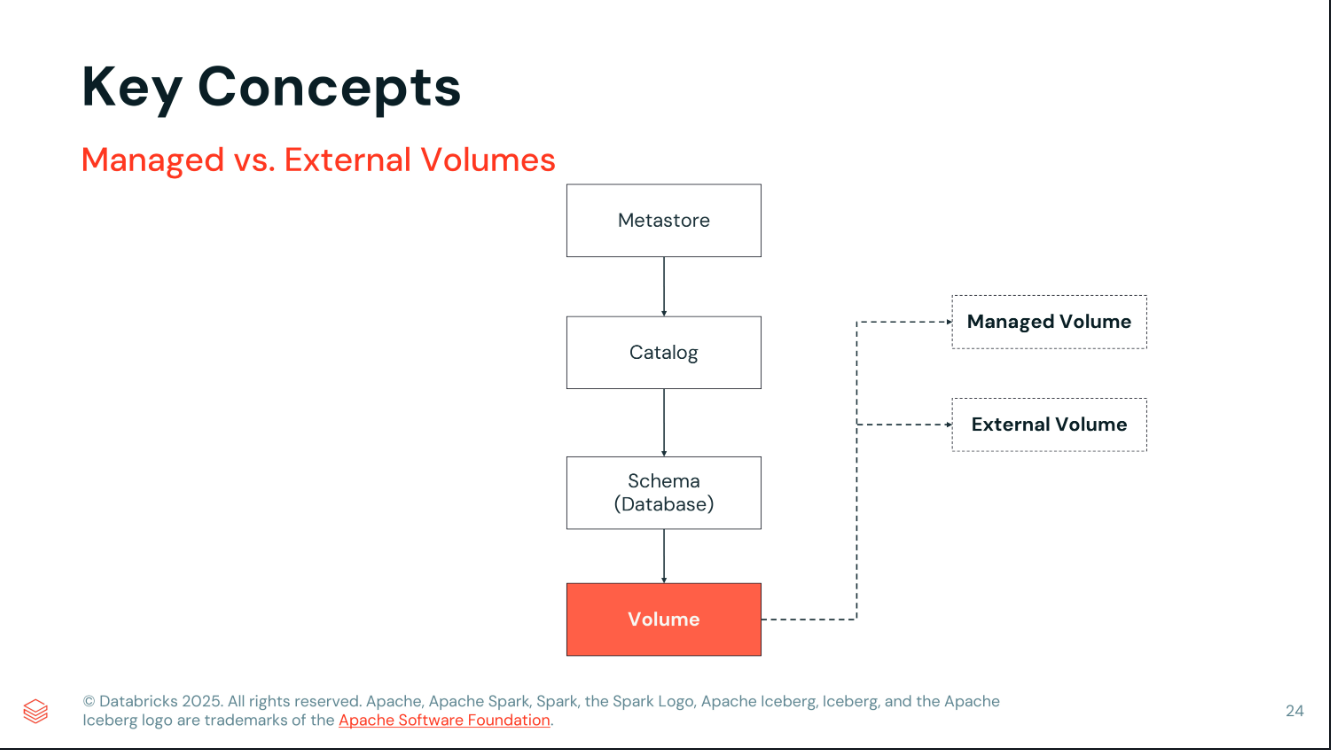 Key Concepts
Managed vs. External Volumes
Metastore
Catalog
Schema
(Database)
Volume
Managed Volume
External Volume
© Databricks 2025. All rights reserved. Apache, Apache Spark, Spark, the Spark Logo, Apache Iceberg, Iceberg, and the Apache
Iceberg logo are trademarks of the Apache Software Foundation.
24